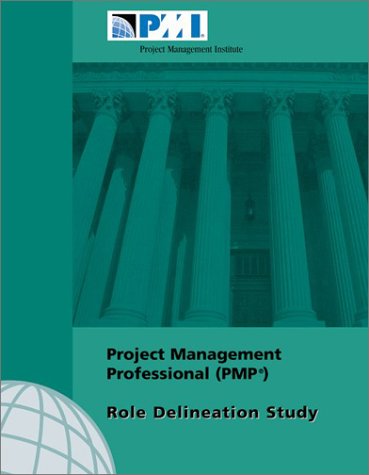 PMI®
Project Management Institute
Project Management
Professional (PMP®)
Role Delineation Study